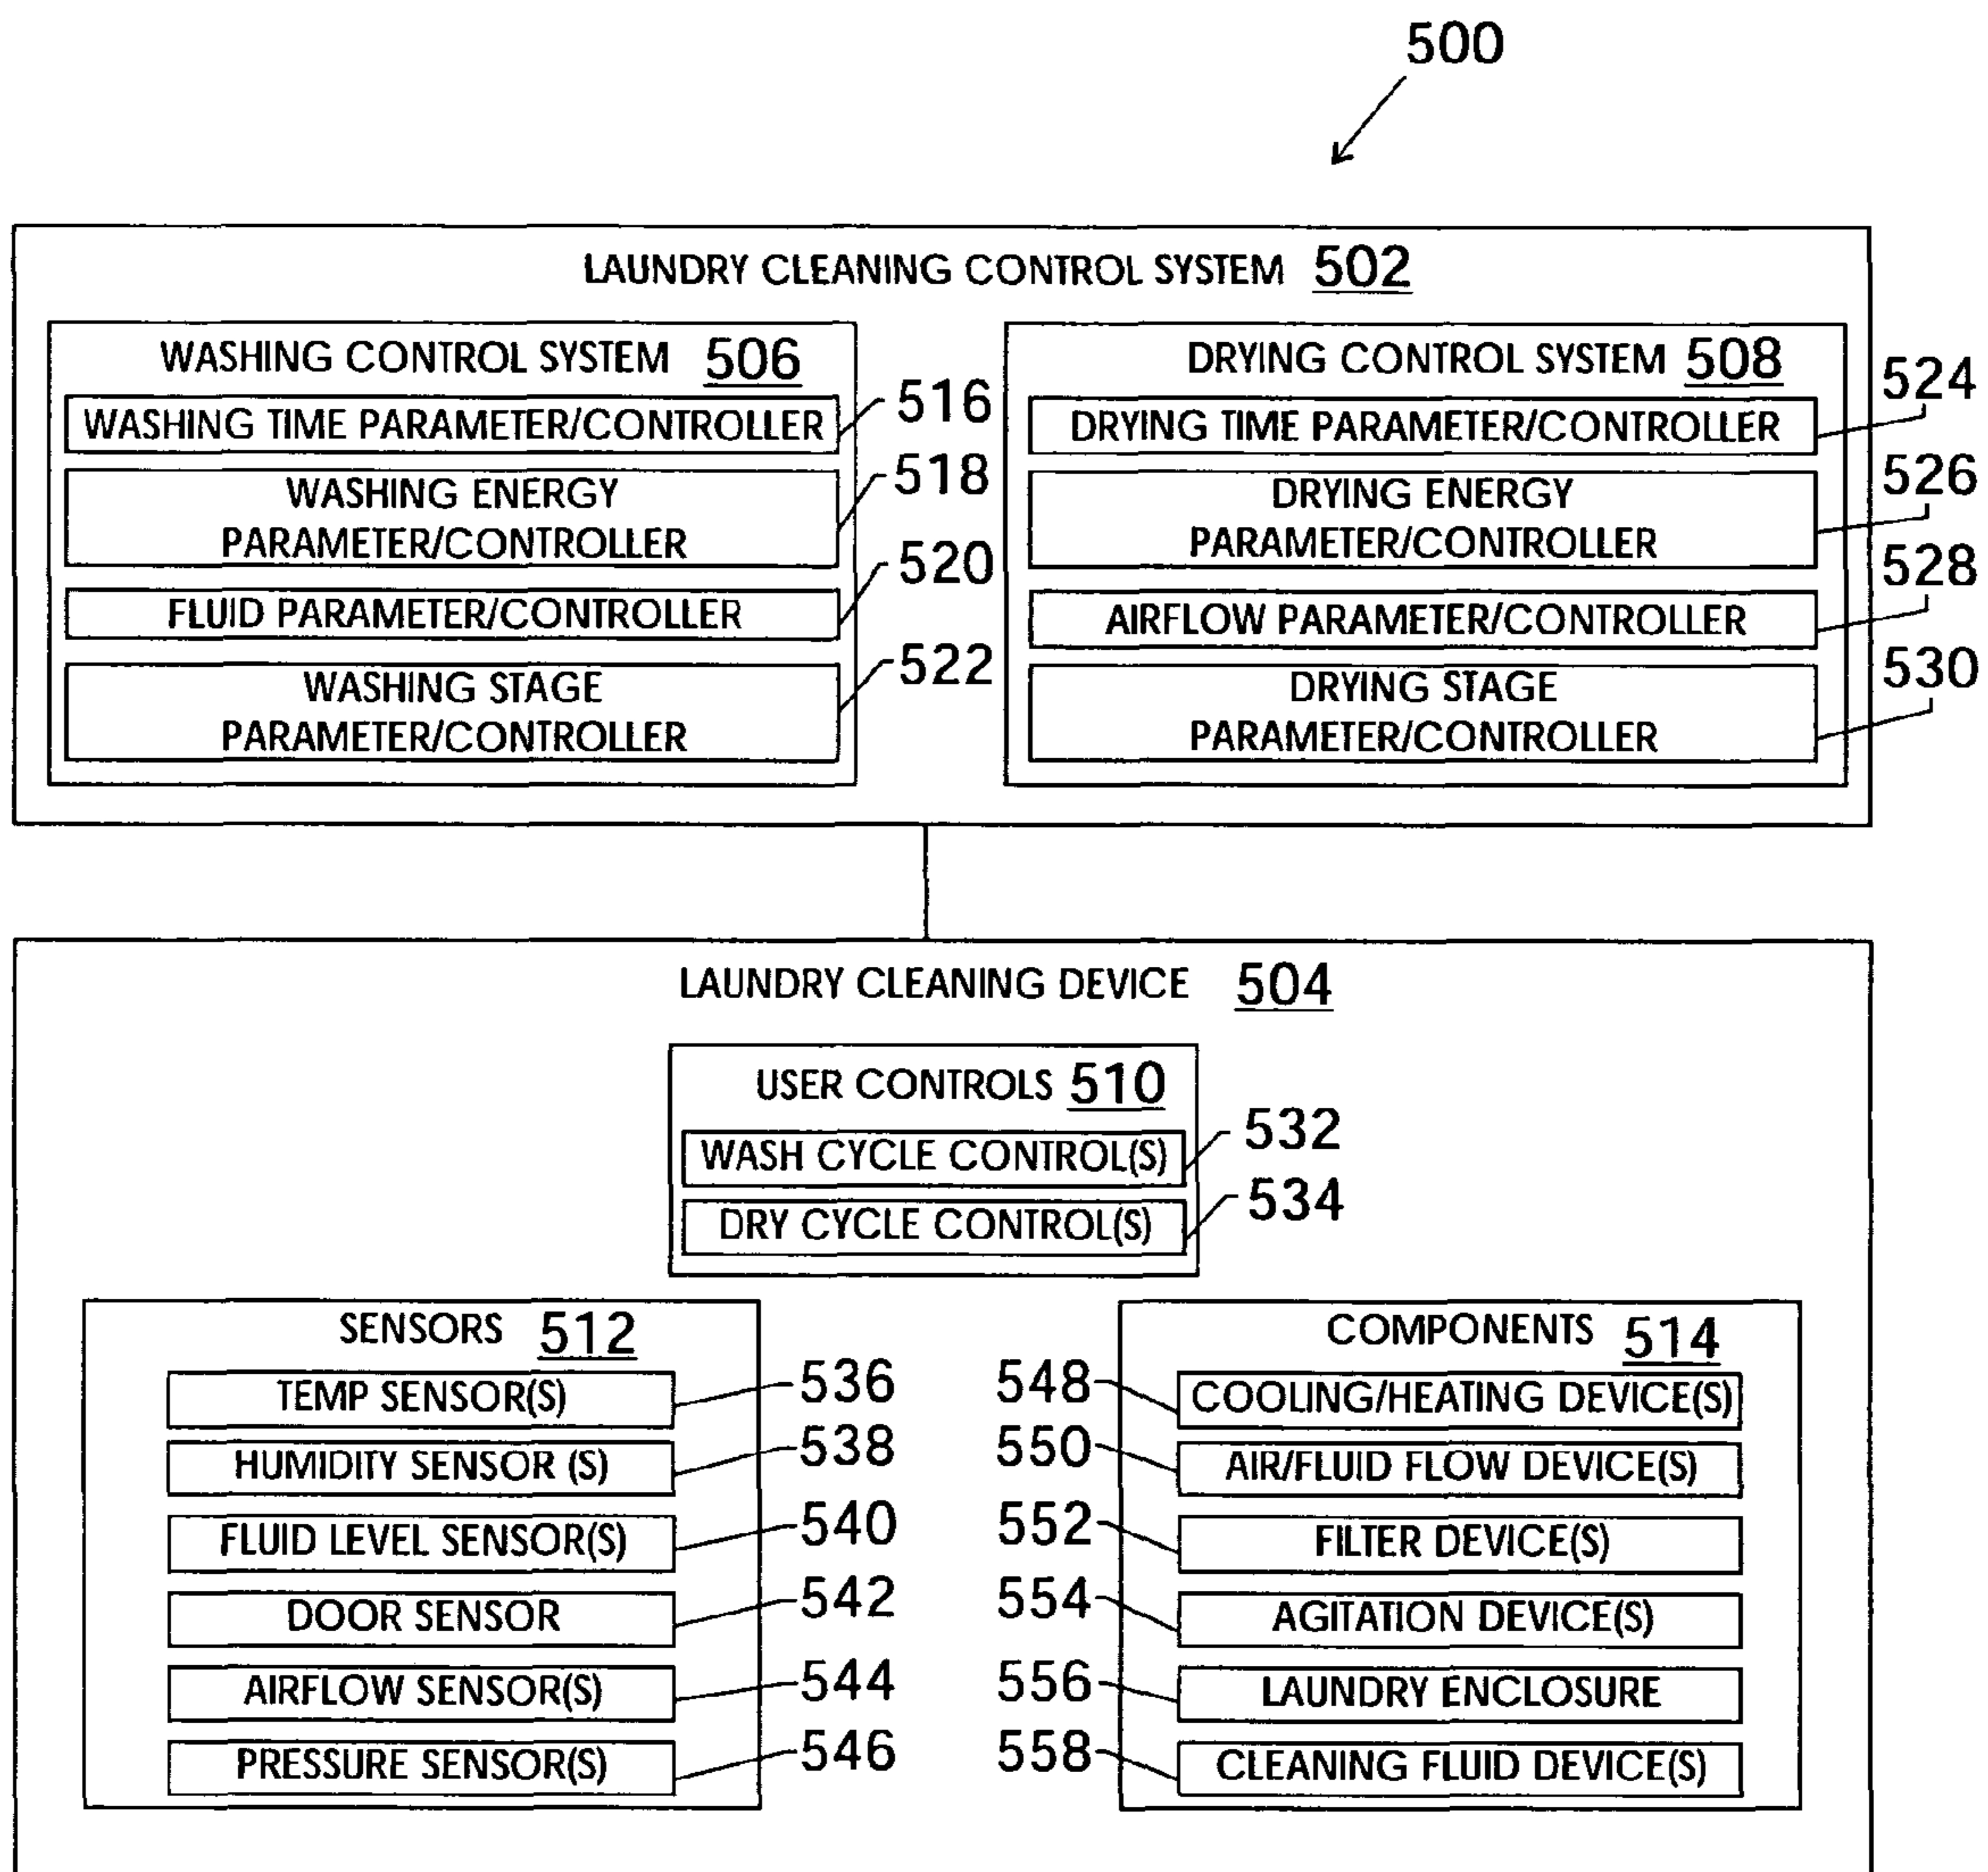 500
LAUNDRY CLEANING CONTROL SYSTEM 502
WASHING CONTROL SYSTEM 506
WASHING TIME PARAMETER/CONTROLLER 516
WASHING ENERGY
PARAMETER/CONTROLLER 518
FLUID PARAMETER/CONTROLLER 520
WASHING STAGE
PARAMETER/CONTROLLER 522
DRYING CONTROL SYSTEM 508
DRYING TIME PARAMETER/CONTROLLER 524
DRYING ENERGY
PARAMETER/CONTROLLER 526
AIRFLOW PARAMETER/CONTROLLER 528
DRYING STAGE
PARAMETER/CONTROLLER 530
LAUNDRY CLEANING DEVICE 504
USER CONTROLS 510
WASH CYCLE CONTROL(S) 532
DRY CYCLE CONTROL(S) 534
SENSORS 512
TEMP SENSOR(S) 536
HUMIDITY SENSOR (S) 538
FLUID LEVEL SENSOR(S) 540
DOOR SENSOR 542
AIRFLOW SENSOR(S) 544
PRESSURE SENSOR(S) 546
COMPONENTS 514
548 COOLING/HEATING DEVICE(S)
550 AIR/FLUID FLOW DEVICE(S)
552 FILTER DEVICE(S)
554 AGITATION DEVICE(S)
556 LAUNDRY ENCLOSURE
558 CLEANING FLUID DEVICE(S)